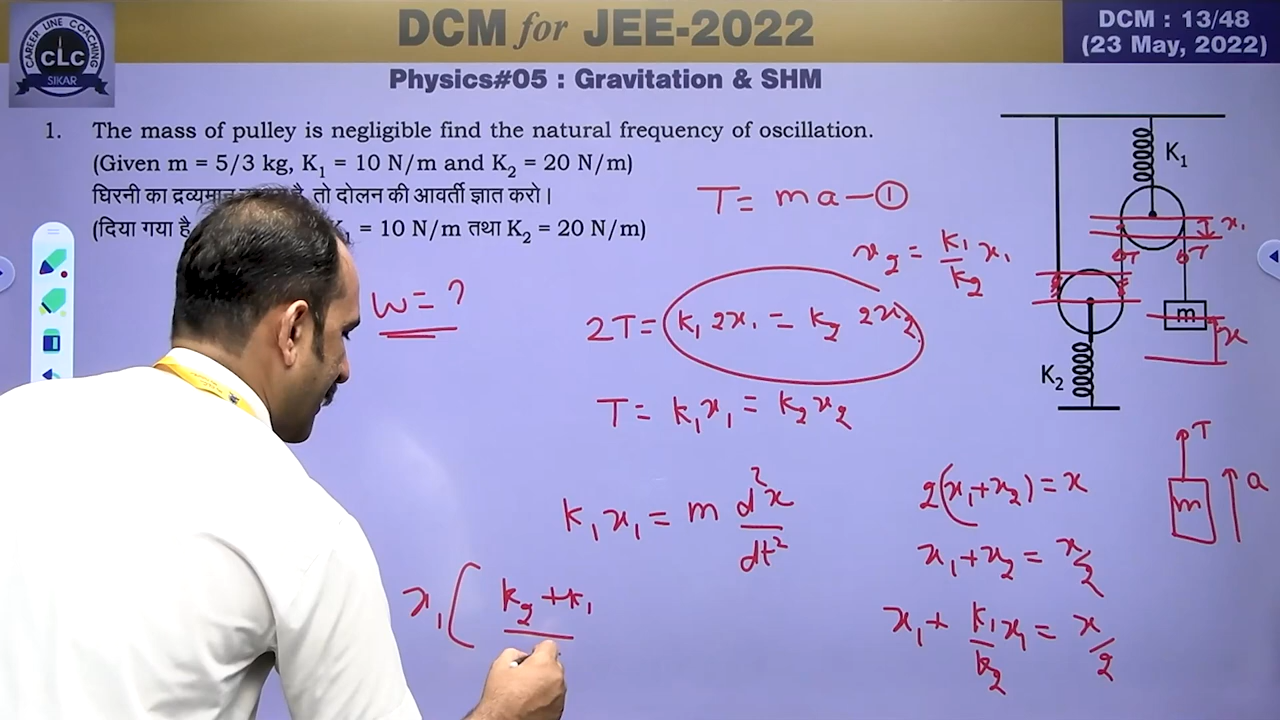 DCM for JEE-2022
DCM : 13/48
(23 May, 2022)
CAREER LINE COACHING
CLC
SIKAR
Physics#05 : Gravitation & SHM
1. The mass of pulley is negligible find the natural frequency of oscillation.
(Given m = 5/3 kg, K₁ = 10 N/m and K₂ = 20 N/m)
घिरनी का द्रव्यमान तो दोलन की आवर्ती ज्ञात करो।
(दिया गया है = 10 N/m तथा K₂ = 20 N/m)
K₁
K₂
m
x₁
T T
x
T = ma — ①
x₂ = k₁/k₂ x₁
ω = ?
2T = k₁ 2x₁ = k₂ 2x₂
T = k₁x₁ = k₂x₂
k₁x₁ = m d²x/dt²
x₁ ( k₂ + k₁
2(x₁+x₂) = x
x₁+x₂ = x/2
x₁ + k₁/k₂ x₁ = x/2
T
m
a